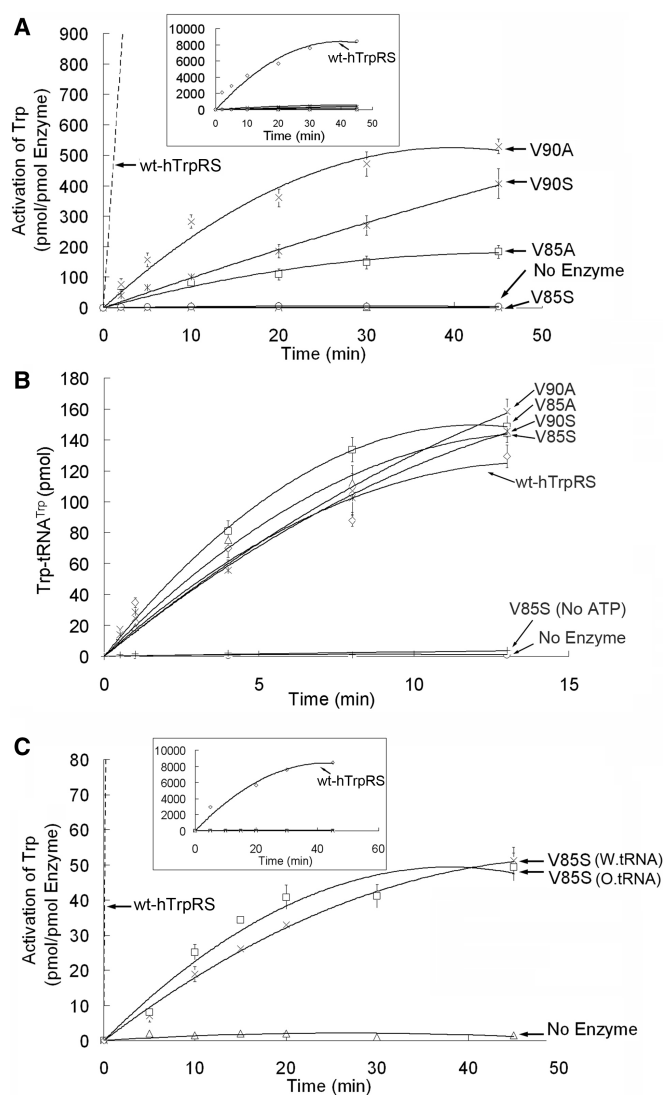 A
900
800
700
600
500
400
300
200
100
0
Activation of Trp
(pmol/pmol Enzyme)
wt-hTrpRS
10000
8000
6000
4000
2000
0
0 10 20 30 40 50
Time (min)
wt-hTrpRS
V90A
V90S
V85A
No Enzyme
V85S
0 10 20 30 40 50
Time (min)
B
180
160
140
120
100
80
60
40
20
0
Trp-tRNATrp (pmol)
V90A
V85A
V90S
V85S
wt-hTrpRS
V85S (No ATP)
No Enzyme
5 10 15
Time (min)
C
80
70
60
50
40
30
20
10
0
Activation of Trp
(pmol/pmol Enzyme)
wt-hTrpRS
10000
8000
6000
4000
2000
0
0 20 40 60
Time (min)
wt-hTrpRS
V85S (W.tRNA)
V85S (O.tRNA)
No Enzyme
0 10 20 30 40 50
Time (min)